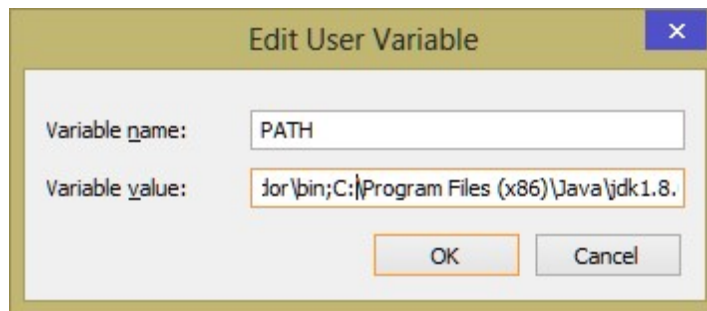 Edit User Variable
Variable name: PATH
Variable value: dor\bin;C:\Program Files (x86)\Java\jdk1.8.
OK Cancel